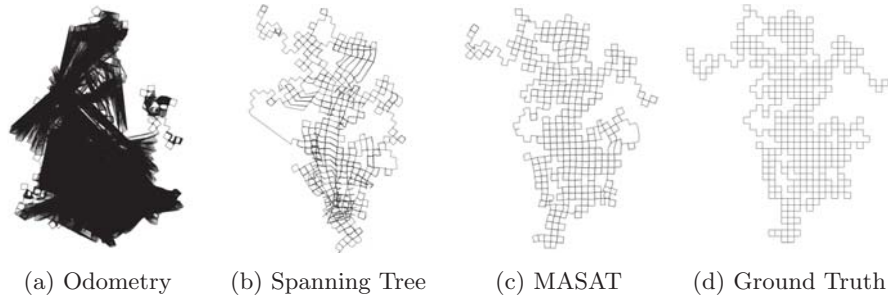 (a) Odometry
(b) Spanning Tree
(c) MASAT
(d) Ground Truth